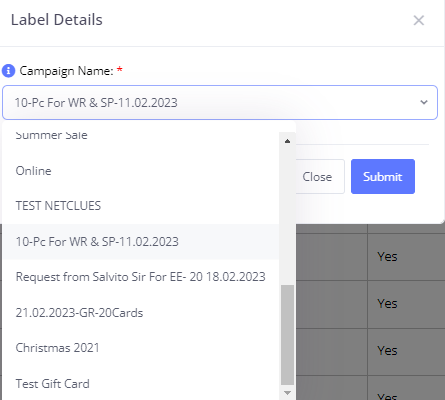 Label Details
Campaign Name: *
10-Pc For WR & SP-11.02.2023
Summer Sale
Online
TEST NETCLUES
10-Pc For WR & SP-11.02.2023
Request from Salvito Sir For EE- 20 18.02.2023
21.02.2023-GR-20Cards
Christmas 2021
Test Gift Card
Close
Submit
Yes
Yes
Yes
Yes